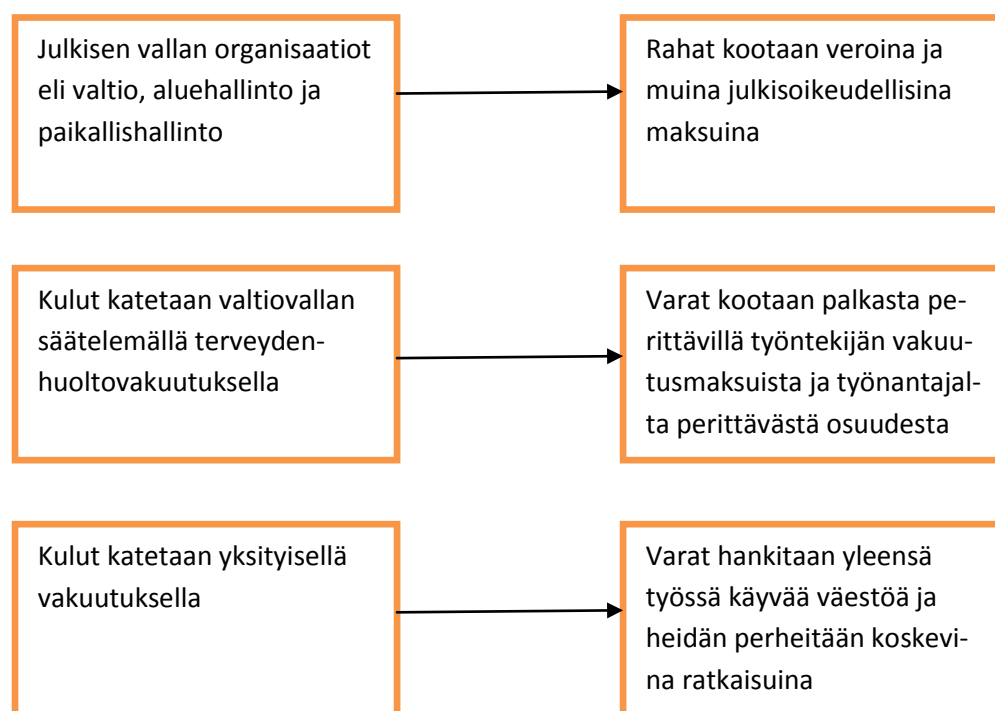 Julkisen vallan organisaatiot
eli valtio, aluehallinto ja
paikallishallinto
Rahat kootaan veroina ja
muina julkisoikeudellisina
maksuina
Kulut katetaan valtiovallan
säätelemällä terveyden-
huoltovakuutuksella
Varat kootaan palkasta pe-
rittävillä työntekijän vakuu-
tusmaksuista ja työnantajal-
ta perittävästä osuudesta
Kulut katetaan yksityisellä
vakuutuksella
Varat hankitaan yleensä
työssä käyvää väestöä ja
heidän perheitään koskevi-
na ratkaisuina